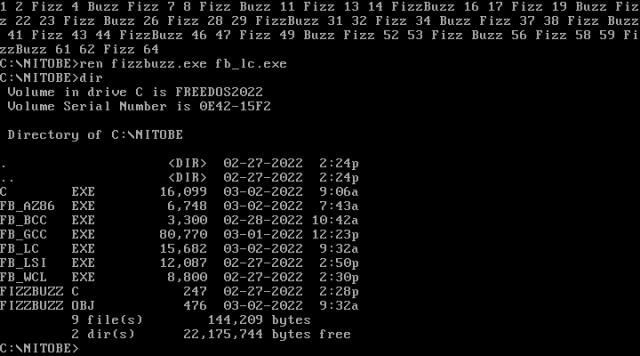 1 2 Fizz 4 Buzz Fizz 7 8 Fizz Buzz 11 Fizz 13 14 FizzBuzz 16 17 Fizz 19 Buzz Fiz
z 22 23 Fizz Buzz 26 Fizz 28 29 FizzBuzz 31 32 Fizz 34 Buzz Fizz 37 38 Fizz Buzz
 41 Fizz 43 44 FizzBuzz 46 47 Fizz 49 Buzz Fizz 52 53 Fizz Buzz 56 Fizz 58 59 Fi
zzBuzz 61 62 Fizz 64
C:\NITOBE>ren fizzbuzz.exe fb_lc.exe
C:\NITOBE>dir
 Volume in drive C is FREEDOS2022
 Volume Serial Number is 0E42-15F2
 Directory of C:\NITOBE
.                    <DIR>  02-27-2022  2:24p
..                   <DIR>  02-27-2022  2:24p
C        EXE        16,099  03-02-2022  9:06a
FB_AZ86  EXE         6,748  03-02-2022  7:43a
FB_BCC   EXE         3,300  02-28-2022 10:42a
FB_GCC   EXE        80,770  03-01-2022 12:23p
FB_LC    EXE        15,682  03-02-2022  9:32a
FB_LSI   EXE        12,087  02-27-2022  2:50p
FB_WCL   EXE         8,800  02-27-2022  2:30p
FIZZBUZZ C             247  02-27-2022  2:28p
FIZZBUZZ OBJ           476  03-02-2022  9:32a
         9 file(s)        144,209 bytes
         2 dir(s)      22,175,744 bytes free
C:\NITOBE>